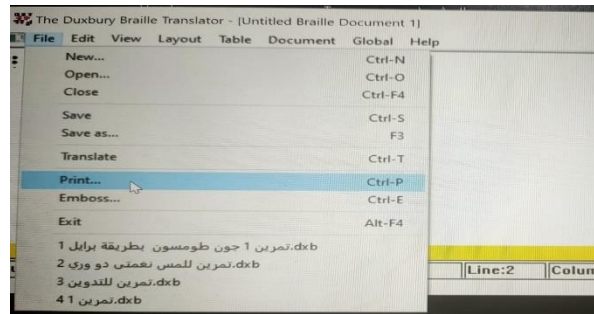 The Duxbury Braille Translator - [Untitled Braille Document 1]
File Edit View Layout Table Document Global Help
New... Ctrl-N
Open... Ctrl-O
Close Ctrl-F4
Save Ctrl-S
Save as... F3
Translate Ctrl-T
Print... Ctrl-P
Emboss... Ctrl-E
Exit Alt-F4
1 تمرين 1 جون طومسون بطريقة برايل.dxb
2 تمرين للمس نغمتي دو وري.dxb
3 تمرين للتدوين.dxb
4 تمرين 1.dxb
Line:2 Colum